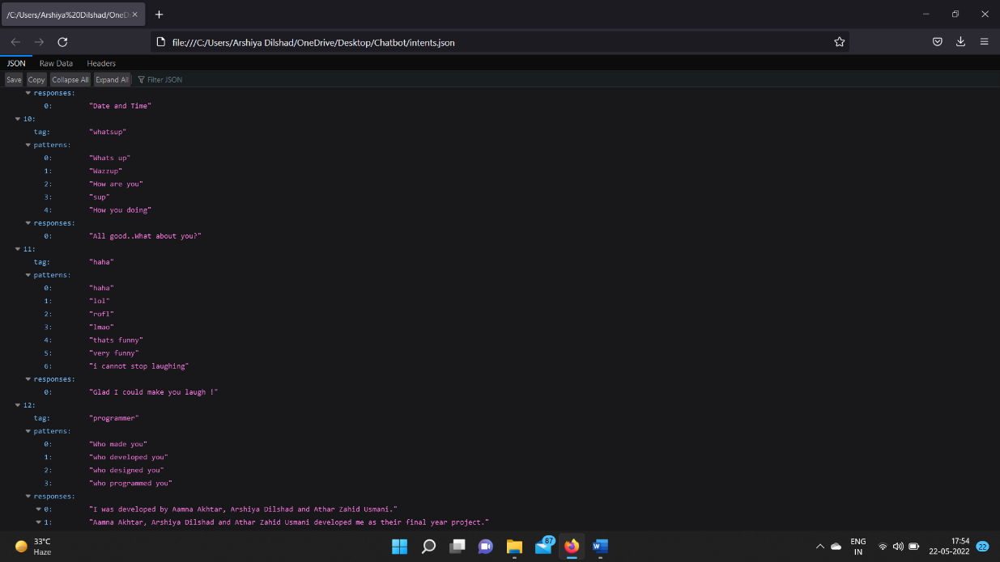 /C:/Users/Arshiya%20Dilshad/OneD
file:///C:/Users/Arshiya Dilshad/OneDrive/Desktop/Chatbot/intents.json
JSON Raw Data Headers
Save Copy Collapse All Expand All Filter JSON
responses:
0: "Date and Time"
10:
tag: "whatsup"
patterns:
0: "Whats up"
1: "Wazzup"
2: "How are you"
3: "sup"
4: "How you doing"
responses:
0: "All good..What about you?"
11:
tag: "haha"
patterns:
0: "haha"
1: "lol"
2: "rofl"
3: "lmao"
4: "thats funny"
5: "very funny"
6: "i cannot stop laughing"
responses:
0: "Glad I could make you laugh !"
12:
tag: "programmer"
patterns:
0: "Who made you"
1: "who developed you"
2: "who designed you"
3: "who programmed you"
responses:
0: "I was developed by Aamna Akhtar, Arshiya Dilshad and Athar Zahid Usmani."
1: "Aamna Akhtar, Arshiya Dilshad and Athar Zahid Usmani developed me as their final year project."
33°C
Haze
87
W
ENG
IN
17:54
22-05-2022
22